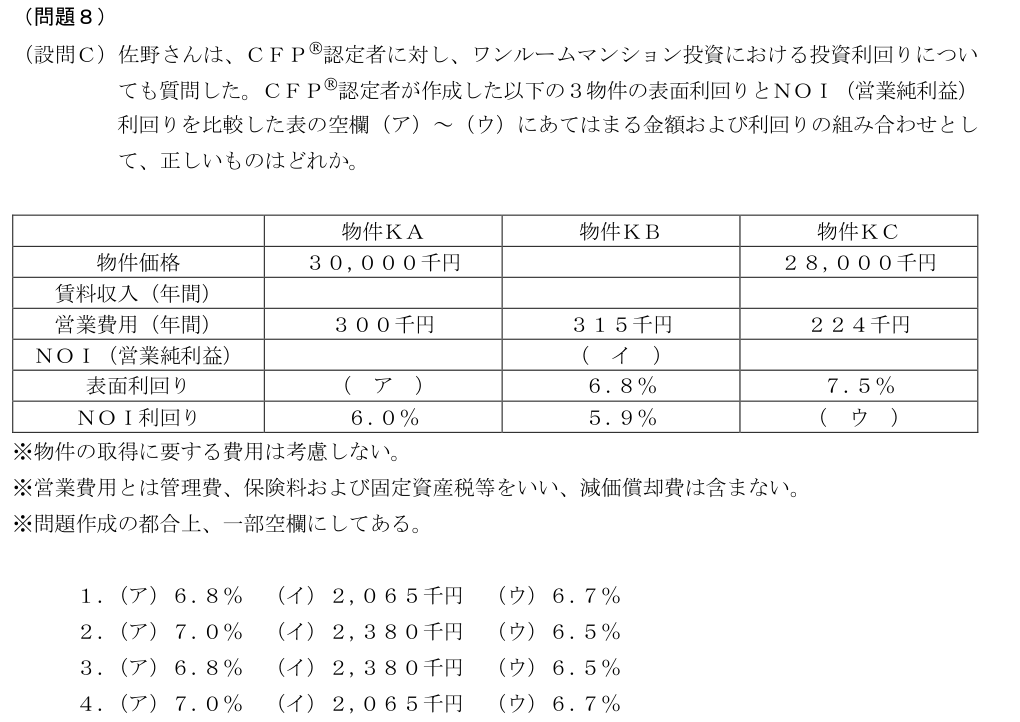 （問題８）
（設問Ｃ）佐野さんは、ＣＦＰ®認定者に対し、ワンルームマンション投資における投資利回りについ
ても質問した。ＣＦＰ®認定者が作成した以下の３物件の表面利回りとＮＯＩ（営業純利益）
利回りを比較した表の空欄（ア）～（ウ）にあてはまる金額および利回りの組み合わせとし
て、正しいものはどれか。
物件ＫＡ 物件ＫＢ 物件ＫＣ
物件価格 ３０,０００千円 ２８,０００千円
賃料収入（年間）
営業費用（年間） ３００千円 ３１５千円 ２２４千円
ＮＯＩ（営業純利益） （ イ ）
表面利回り （ ア ） ６.８％ ７.５％
ＮＯＩ利回り ６.０％ ５.９％ （ ウ ）
※物件の取得に要する費用は考慮しない。
※営業費用とは管理費、保険料および固定資産税等をいい、減価償却費は含まない。
※問題作成の都合上、一部空欄にしてある。
１.（ア）６.８％ （イ）２,０６５千円 （ウ）６.７％
２.（ア）７.０％ （イ）２,３８０千円 （ウ）６.５％
３.（ア）６.８％ （イ）２,３８０千円 （ウ）６.５％
４.（ア）７.０％ （イ）２,０６５千円 （ウ）６.７％